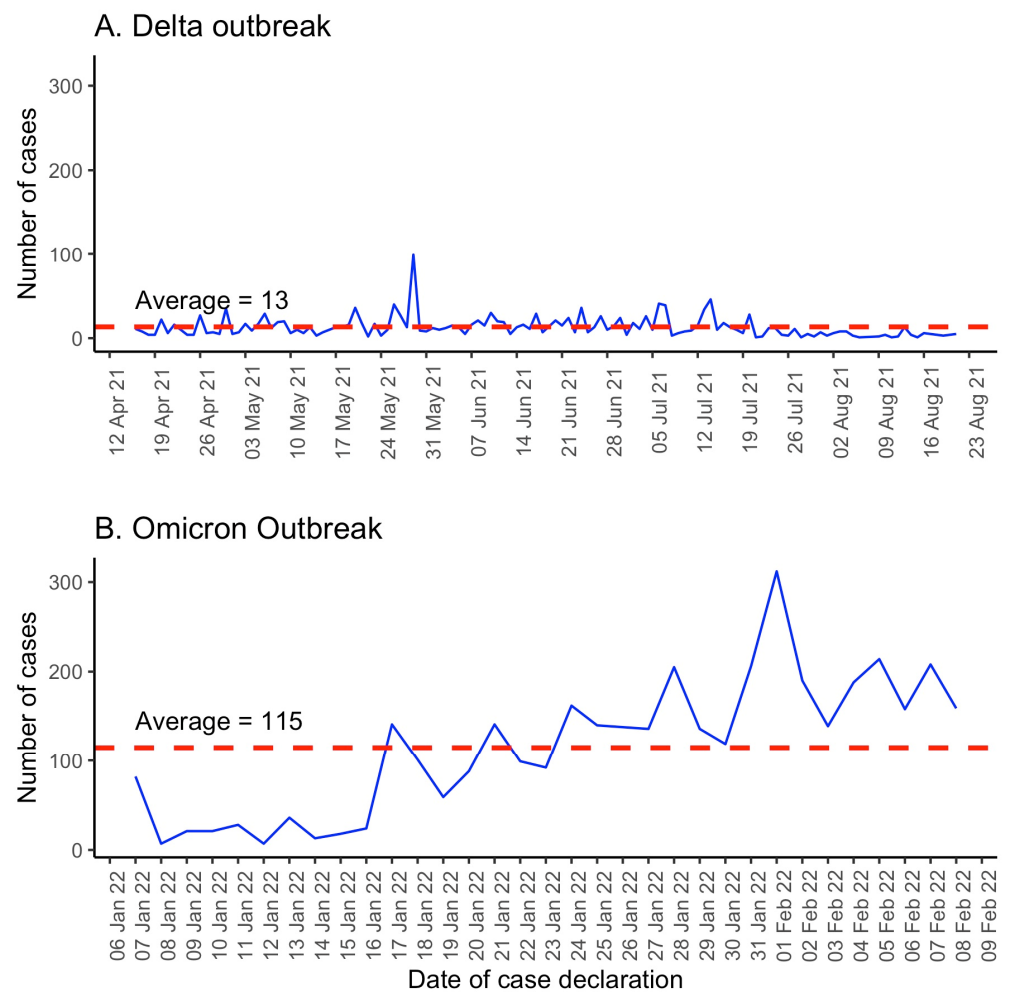 A. Delta outbreak
Number of cases
300
200
100
0
Average = 13
12 Apr 21
19 Apr 21
26 Apr 21
03 May 21
10 May 21
17 May 21
24 May 21
31 May 21
07 Jun 21
14 Jun 21
21 Jun 21
28 Jun 21
05 Jul 21
12 Jul 21
19 Jul 21
26 Jul 21
02 Aug 21
09 Aug 21
16 Aug 21
23 Aug 21
B. Omicron Outbreak
Number of cases
300
200
100
0
Average = 115
06 Jan 22
07 Jan 22
08 Jan 22
09 Jan 22
10 Jan 22
11 Jan 22
12 Jan 22
13 Jan 22
14 Jan 22
15 Jan 22
16 Jan 22
17 Jan 22
18 Jan 22
19 Jan 22
20 Jan 22
21 Jan 22
22 Jan 22
23 Jan 22
24 Jan 22
25 Jan 22
26 Jan 22
27 Jan 22
28 Jan 22
29 Jan 22
30 Jan 22
31 Jan 22
01 Feb 22
02 Feb 22
03 Feb 22
04 Feb 22
05 Feb 22
06 Feb 22
07 Feb 22
08 Feb 22
09 Feb 22
Date of case declaration